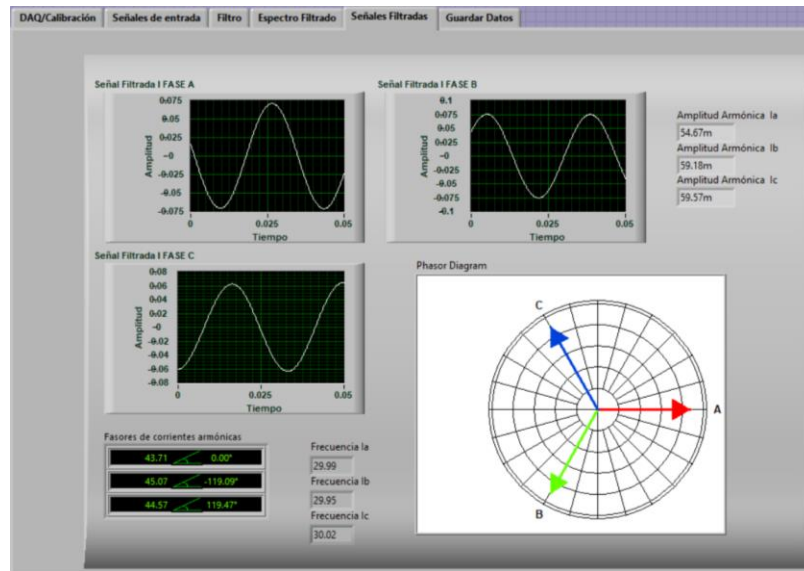 DAQ/Calibración Señales de entrada Filtro Espectro Filtrado Señales Filtradas Guardar Datos
Señal Filtrada I FASE A
0.075
0.05
0.025
-0
-0.025
-0.05
-0.075
Amplitud
0 0.025 0.05
Tiempo
Señal Filtrada I FASE B
0.1
0.075
0.05
0.025
-0
-0.025
-0.05
-0.075
-0.1
Amplitud
0 0.025 0.05
Tiempo
Amplitud Armónica Ia
54.67m
Amplitud Armónica Ib
59.18m
Amplitud Armónica Ic
59.57m
Señal Filtrada I FASE C
0.08
0.06
0.04
0.02
-0
-0.02
-0.04
-0.06
-0.08
Amplitud
0 0.025 0.05
Tiempo
Phasor Diagram
C
A
B
Fasores de corrientes armónicas
43.71 0.00°
45.07 -119.09°
44.57 119.47°
Frecuencia Ia
29.99
Frecuencia Ib
29.95
Frecuencia Ic
30.02